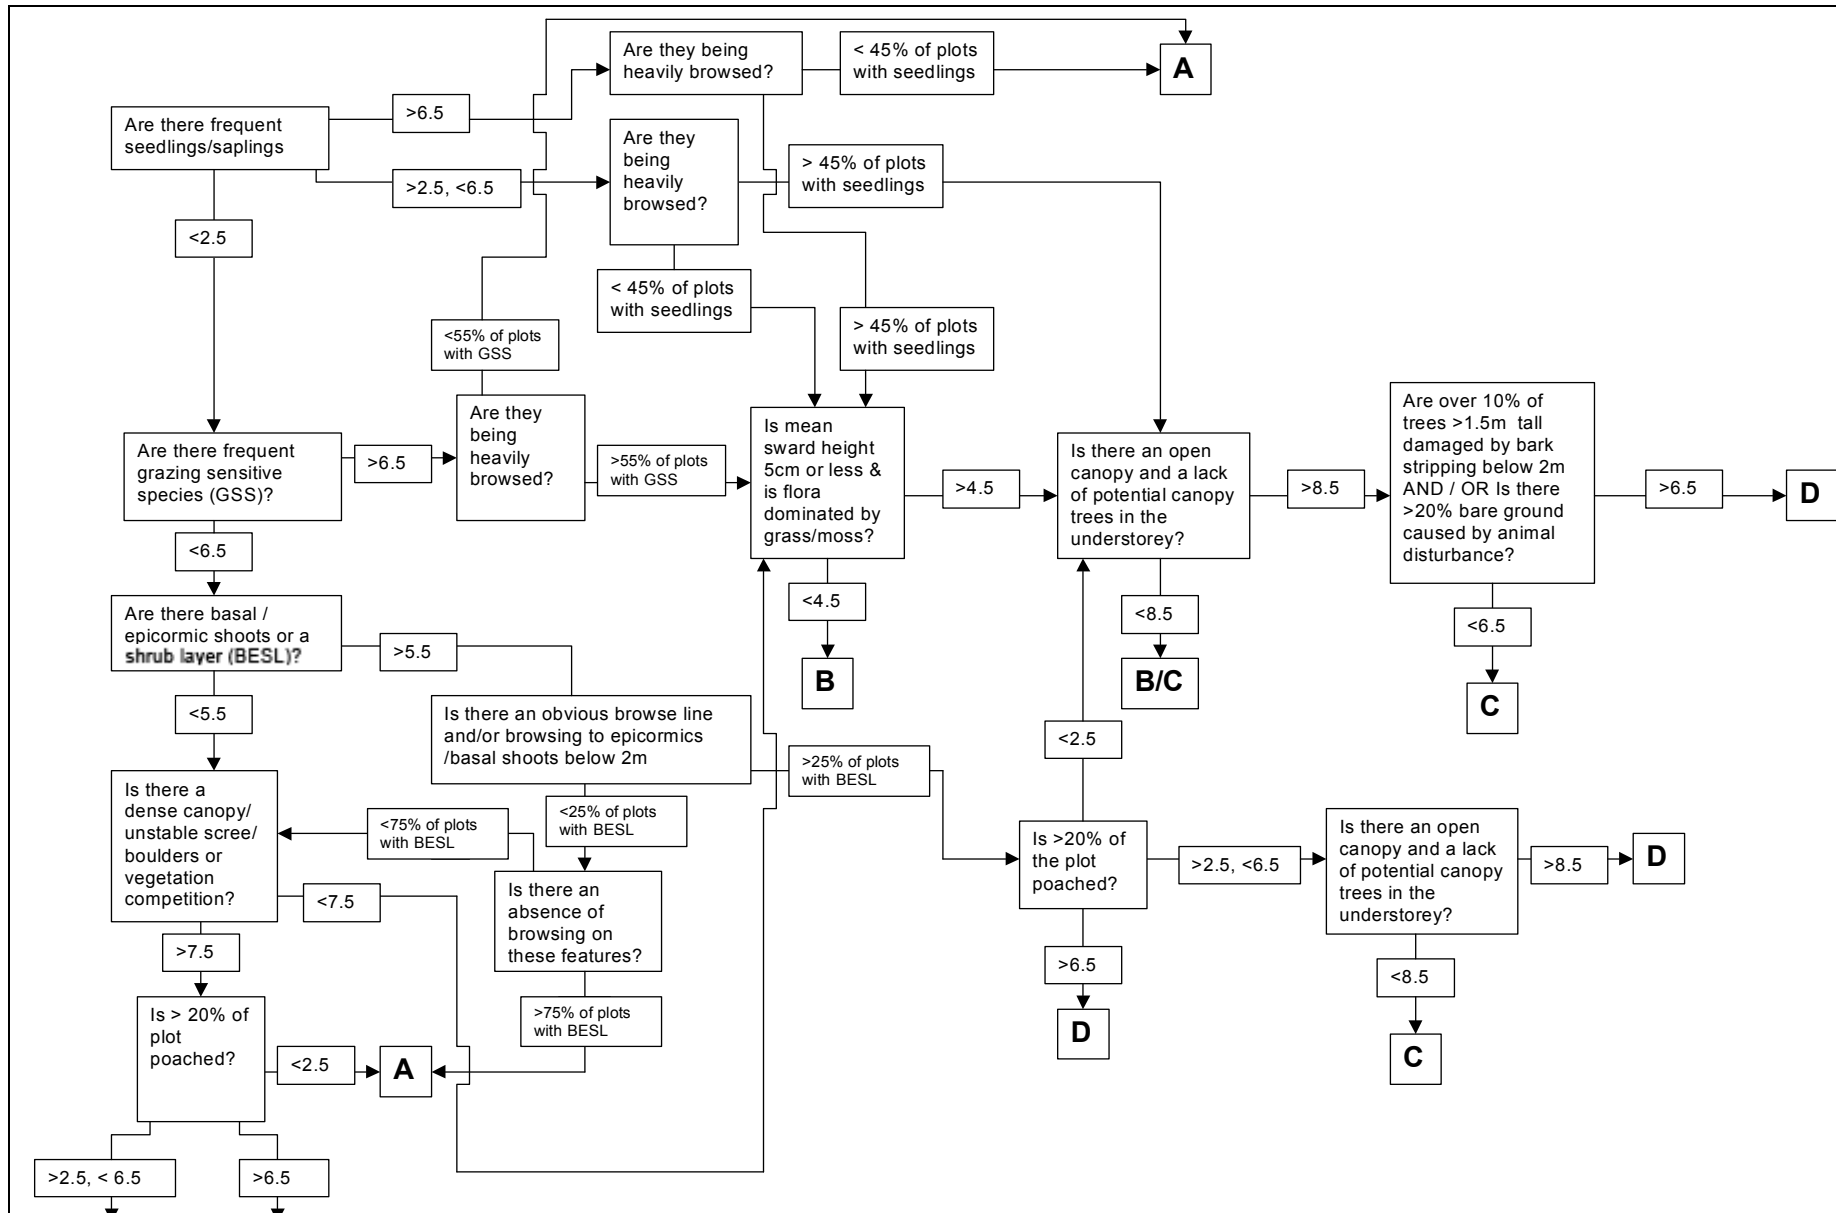 Are they being
heavily browsed?
< 45% of plots
with seedlings
A
>6.5
Are there frequent
seedlings/saplings
Are they
being
heavily
browsed?
> 45% of plots
with seedlings
>2.5, <6.5
<2.5
< 45% of plots
with seedlings
> 45% of plots
with seedlings
<55% of plots
with GSS
Are there frequent
grazing sensitive
species (GSS)?
>6.5
Are they
being
heavily
browsed?
>55% of plots
with GSS
Is mean
sward height
5cm or less &
is flora
dominated by
grass/moss?
>4.5
Is there an open
canopy and a lack
of potential canopy
trees in the
understorey?
>8.5
Are over 10% of
trees >1.5m tall
damaged by bark
stripping below 2m
AND / OR Is there
>20% bare ground
caused by animal
disturbance?
>6.5
D
<6.5
<4.5
<8.5
<6.5
Are there basal /
epicormic shoots or a
shrub layer (BESL)?
>5.5
B
B/C
C
<5.5
Is there an obvious browse line
and/or browsing to epicormics
/basal shoots below 2m
>25% of plots
with BESL
<2.5
Is there a
dense canopy/
unstable scree/
boulders or
vegetation
competition?
<75% of plots
with BESL
<25% of plots
with BESL
Is >20% of
the plot
poached?
>2.5, <6.5
Is there an open
canopy and a lack
of potential canopy
trees in the
understorey?
>8.5
D
<7.5
Is there an
absence of
browsing on
these features?
>7.5
>6.5
<8.5
Is > 20% of
plot
poached?
<2.5
A
>75% of plots
with BESL
D
C
>2.5, < 6.5
>6.5